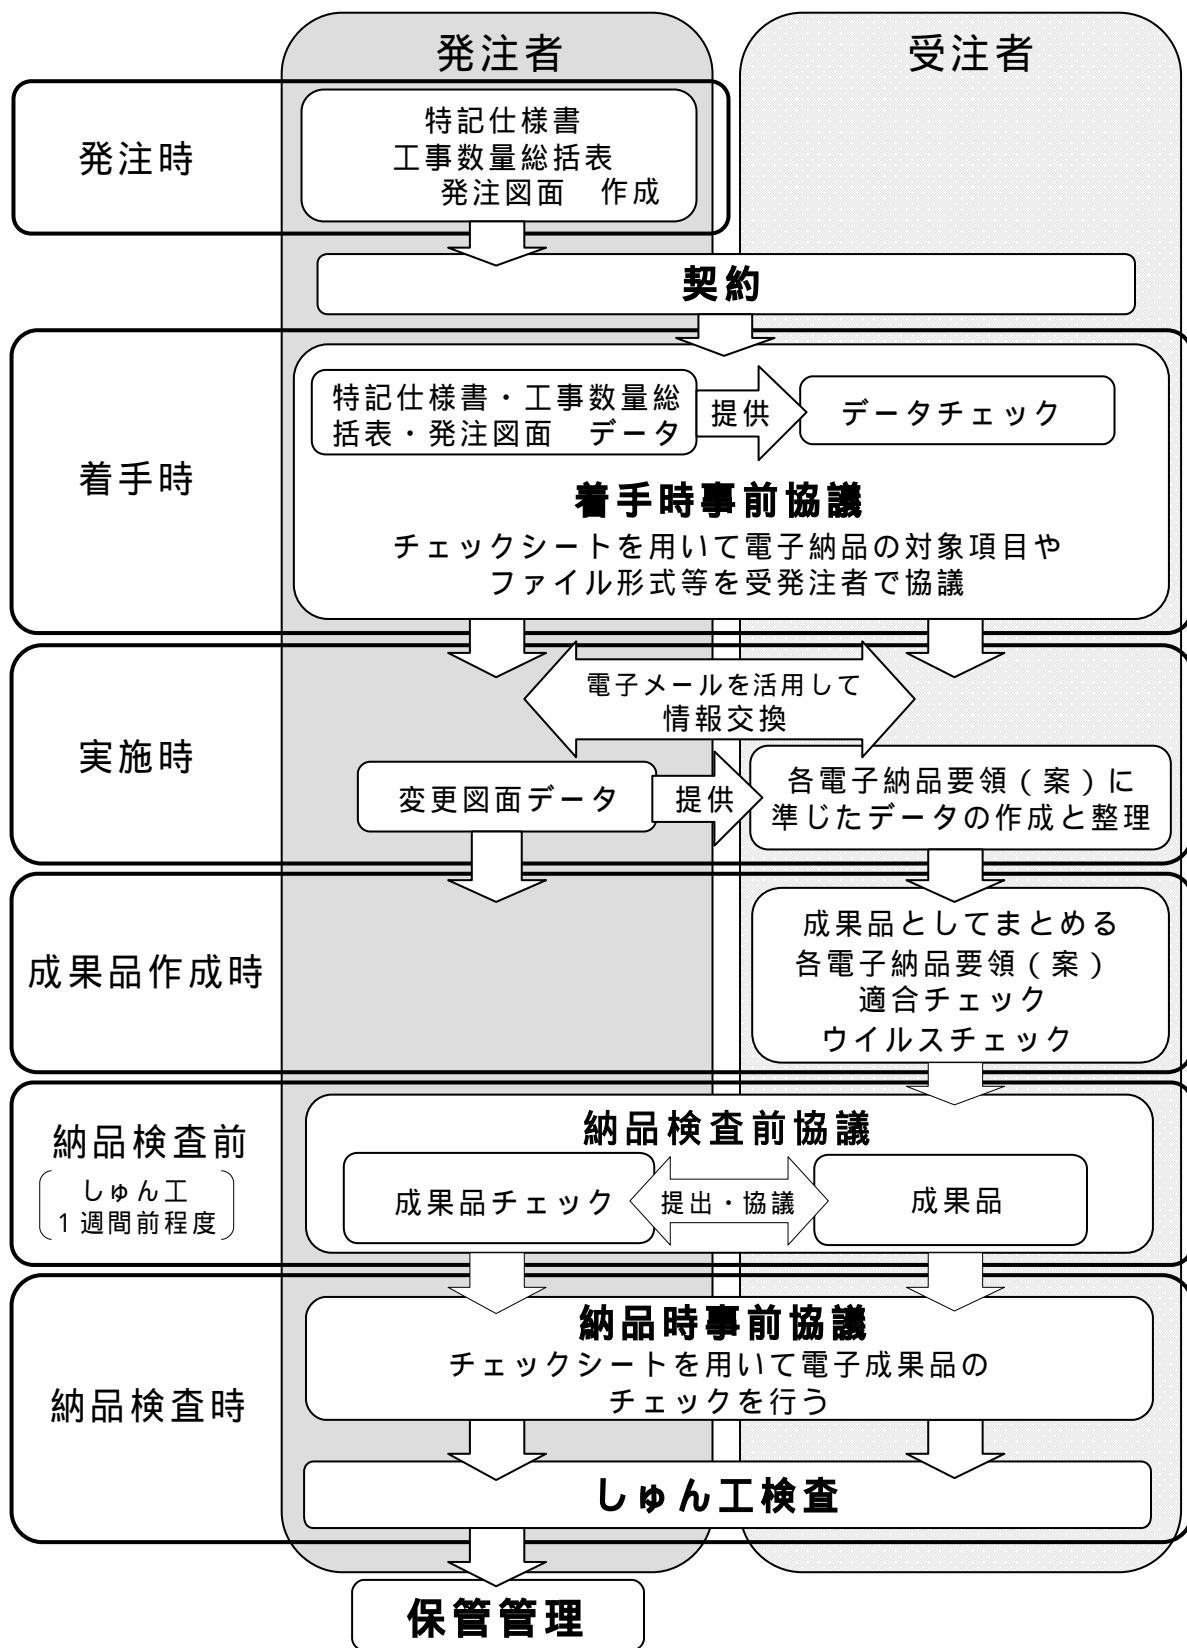 発注者
受注者
発注時
特記仕様書
工事数量総括表
発注図面　作成
契約
着手時
特記仕様書・工事数量総
括表・発注図面　データ
提供
データチェック
着手時事前協議
チェックシートを用いて電子納品の対象項目や
ファイル形式等を受発注者で協議
実施時
電子メールを活用して
情報交換
変更図面データ
提供
各電子納品要領（案）に
準じたデータの作成と整理
成果品作成時
成果品としてまとめる
各電子納品要領（案）
適合チェック
ウイルスチェック
納品検査前
しゅん工
1週間前程度
納品検査前協議
成果品チェック
提出・協議
成果品
納品検査時
納品時事前協議
チェックシートを用いて電子成果品の
チェックを行う
しゅん工検査
保管管理